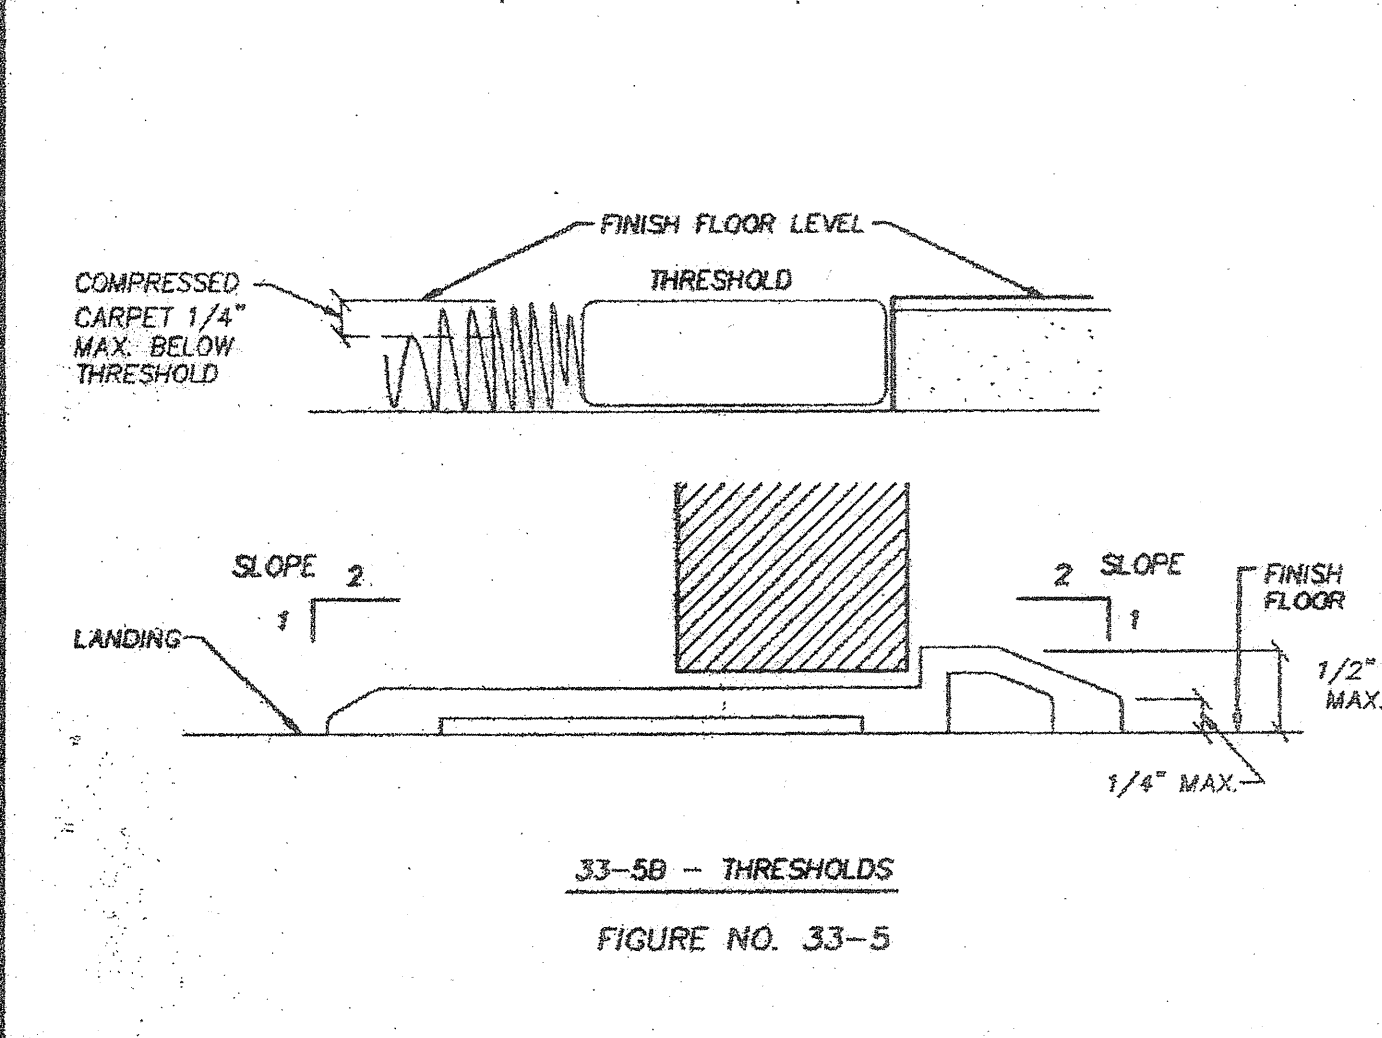 FINISH FLOOR LEVEL
THRESHOLD
COMPRESSED
CARPET 1/4"
MAX. BELOW
THRESHOLD
SLOPE 2
1
LANDING
2 SLOPE
1
FINISH
FLOOR
1/2"
MAX.
1/4" MAX.
33-5B - THRESHOLDS
FIGURE NO. 33-5